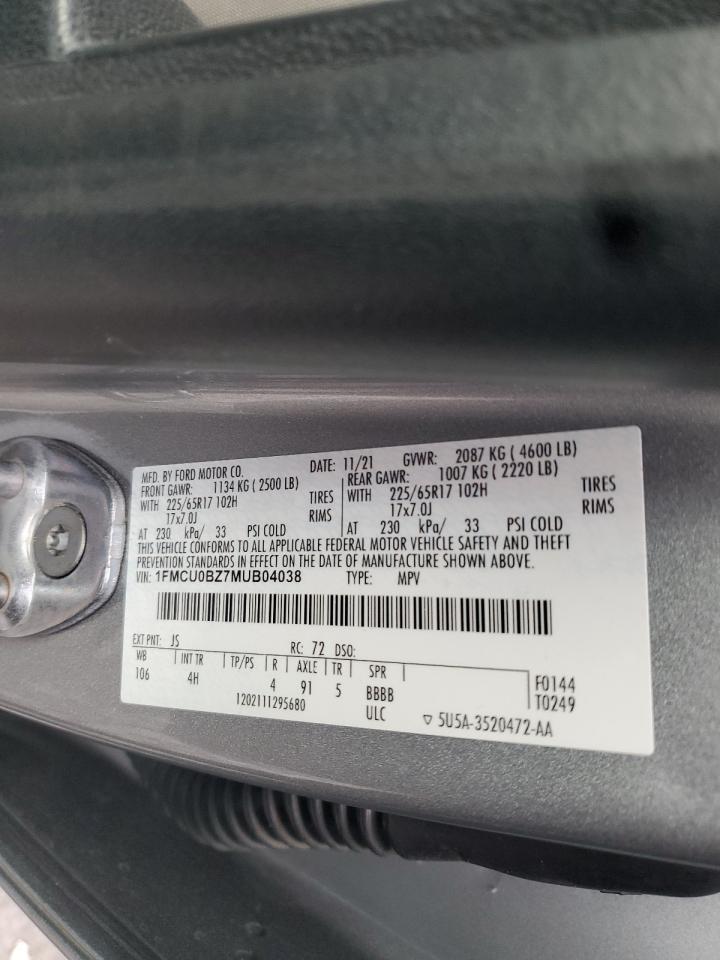 MFD. BY FORD MOTOR CO. DATE: 11/21 GVWR: 2087 KG ( 4600 LB)
FRONT GAWR: 1134 KG ( 2500 LB) REAR GAWR: 1007 KG ( 2220 LB)
WITH 225/65R17 102H TIRES WITH 225/65R17 102H TIRES
17x7.0J RIMS 17x7.0J RIMS
AT 230 kPa/ 33 PSI COLD AT 230 kPa/ 33 PSI COLD
THIS VEHICLE CONFORMS TO ALL APPLICABLE FEDERAL MOTOR VEHICLE SAFETY AND THEFT
PREVENTION STANDARDS IN EFFECT ON THE DATE OF MANUFACTURE SHOWN ABOVE.
VIN: 1FMCU0BZ7MUB04038 TYPE: MPV
EXT PNT: JS RC: 72 DSO:
WB INT TR TP/PS R AXLE TR SPR
106 4H 4 91 5 BBBB F0144
1202111295680 ULC ▽ 5U5A-3520472-AA T0249